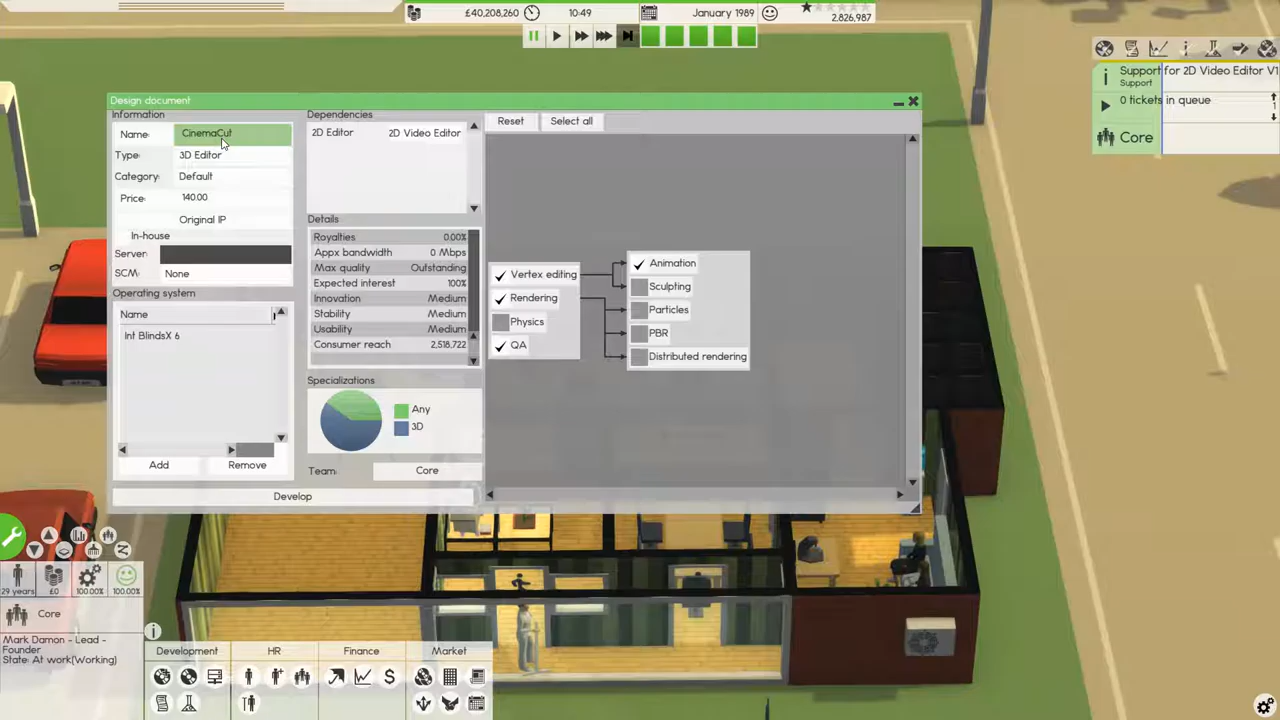 £40,208,260
10:49
January 1989
2,826,987
Support for 2D Video Editor V1
Support
0 tickets in queue
Core
Design document
Information
Name:
CinemaCut
Type:
3D Editor
Category:
Default
Price:
140.00
Original IP
In-house
Server:
SCM:
None
Operating system
Name
Int BlindsX 6
Add
Remove
Develop
Dependencies
2D Editor
2D Video Editor
Details
Royalties
0.00%
Appx bandwidth
0 Mbps
Max quality
Outstanding
Expected interest
100%
Innovation
Medium
Stability
Medium
Usability
Medium
Consumer reach
2,518,722
Specializations
Any
3D
Team:
Core
Reset
Select all
Vertex editing
Rendering
Physics
QA
Animation
Sculpting
Particles
PBR
Distributed rendering
29 years
£0
100.00%
100.00%
Core
Mark Damon - Lead -
Founder
State: At work(Working)
Development
HR
Finance
Market